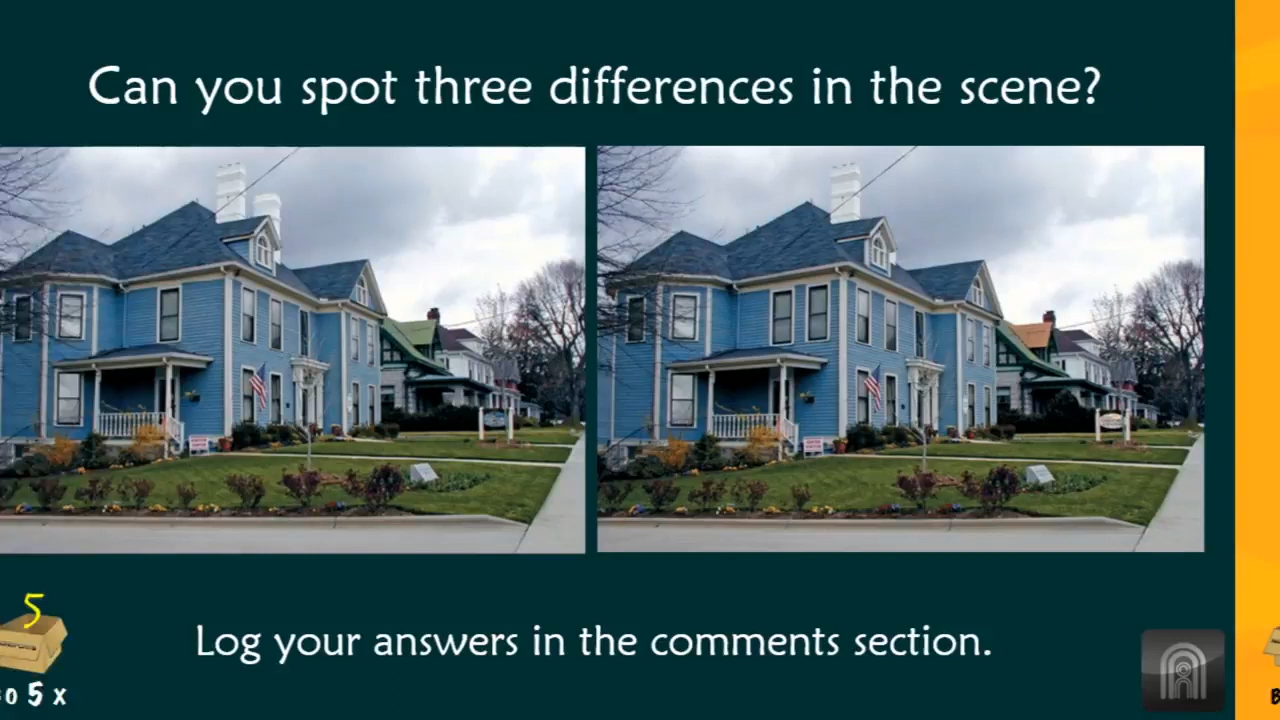 Can you spot three differences in the scene?
5
Log your answers in the comments section.
5 X